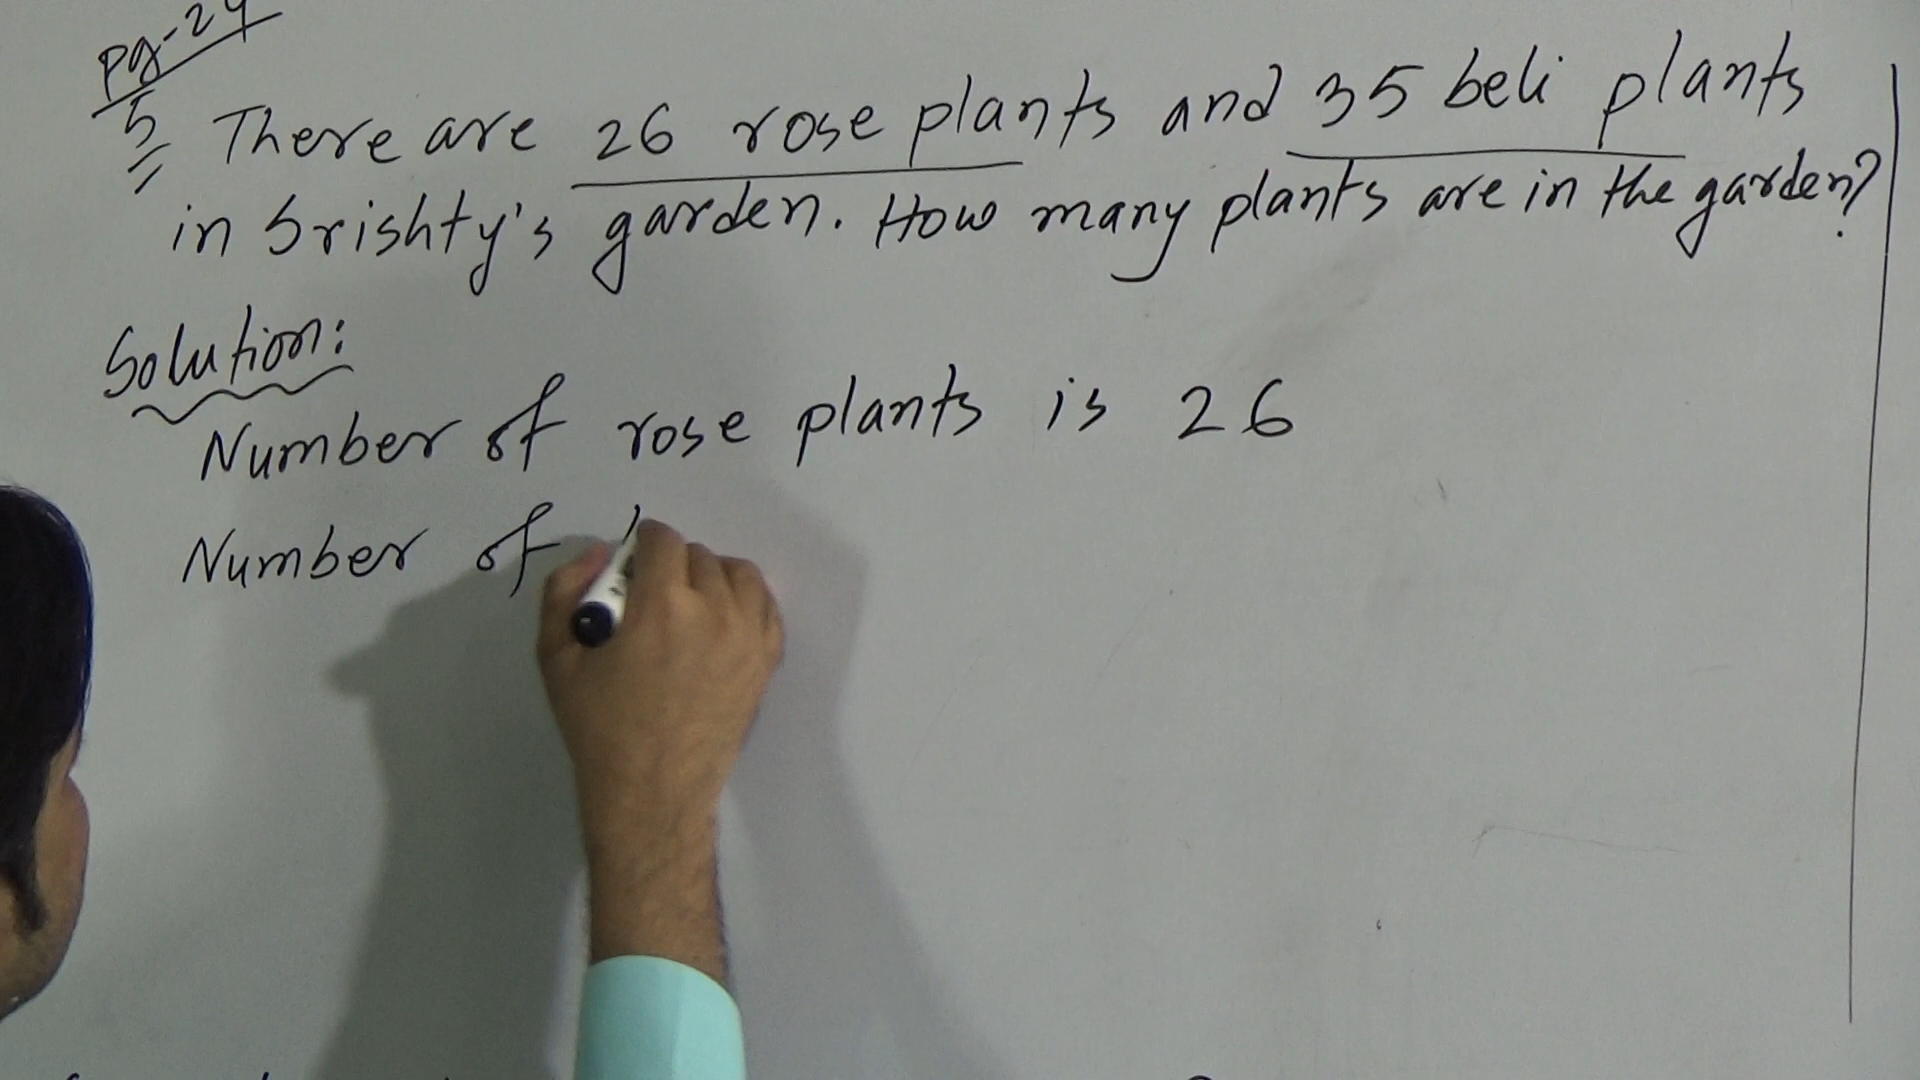 pg-24
5 There are 26 rose plants and 35 beli plants
in Srishty's garden. How many plants are in the garden?
Solution:
Number of rose plants is 26
Number of